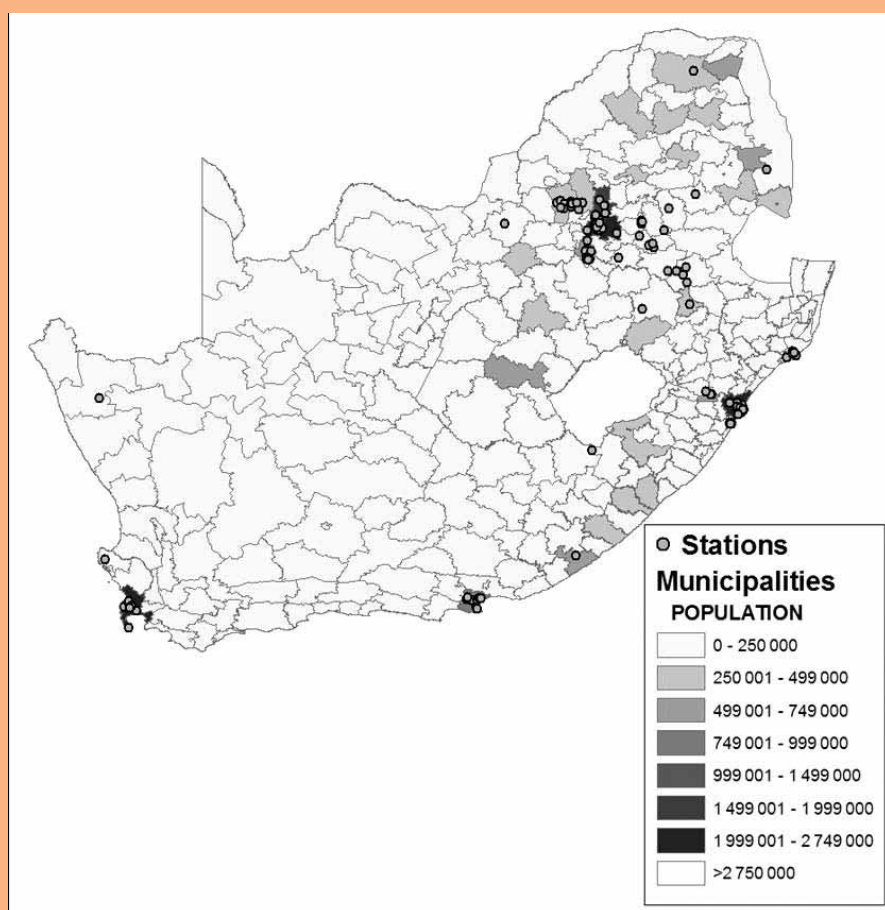 Stations
Municipalities
POPULATION
0 - 250 000
250 001 - 499 000
499 001 - 749 000
749 001 - 999 000
999 001 - 1 499 000
1 499 001 - 1 999 000
1 999 001 - 2 749 000
>2 750 000